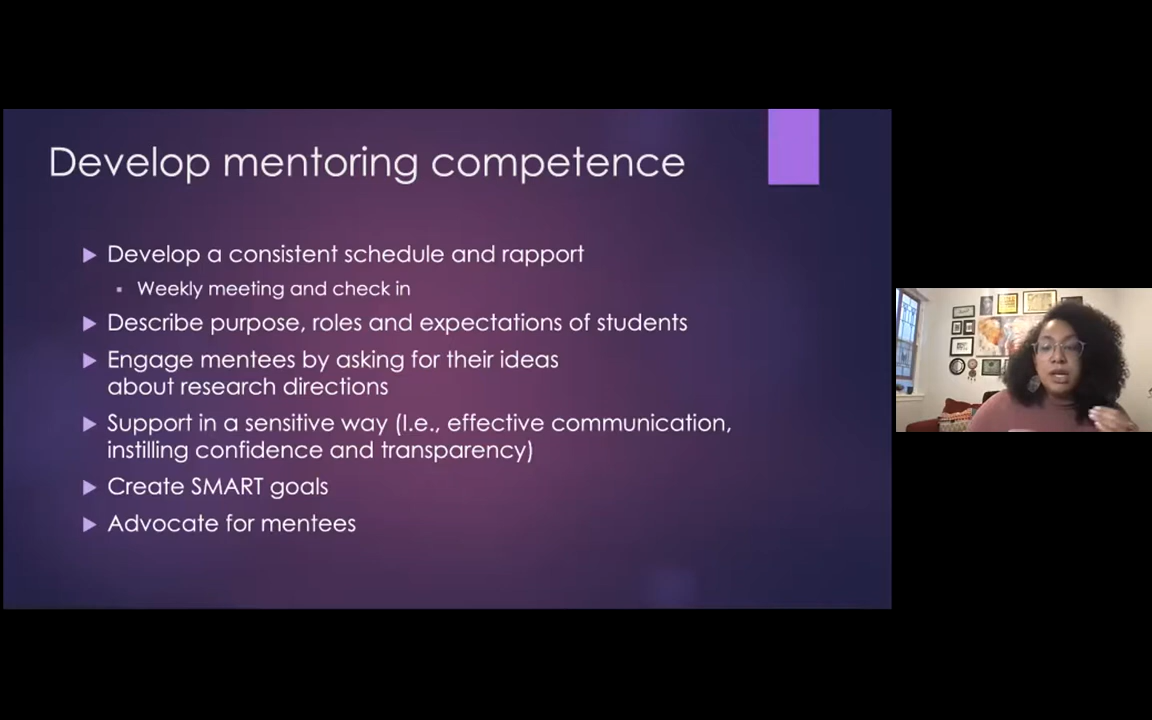 Develop mentoring competence
Develop a consistent schedule and rapport
Weekly meeting and check in
Describe purpose, roles and expectations of students
Engage mentees by asking for their ideas
about research directions
Support in a sensitive way (I.e., effective communication,
instilling confidence and transparency)
Create SMART goals
Advocate for mentees